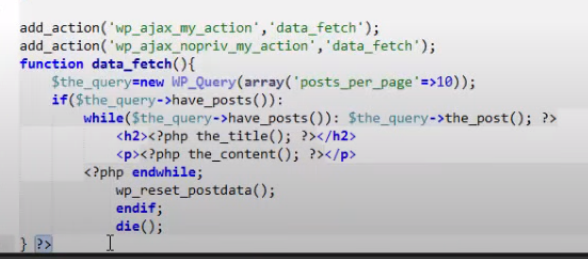 add_action('wp_ajax_my_action','data_fetch');
add_action('wp_ajax_nopriv_my_action','data_fetch');
function data_fetch(){
$the_query=new WP_Query(array('posts_per_page'=>10));
if($the_query->have_posts()):
while($the_query->have_posts()): $the_query->the_post(); ?>
<h2><?php the_title(); ?></h2>
<p><?php the_content(); ?></p>
<?php endwhile;
wp_reset_postdata();
endif;
die();
} ?>